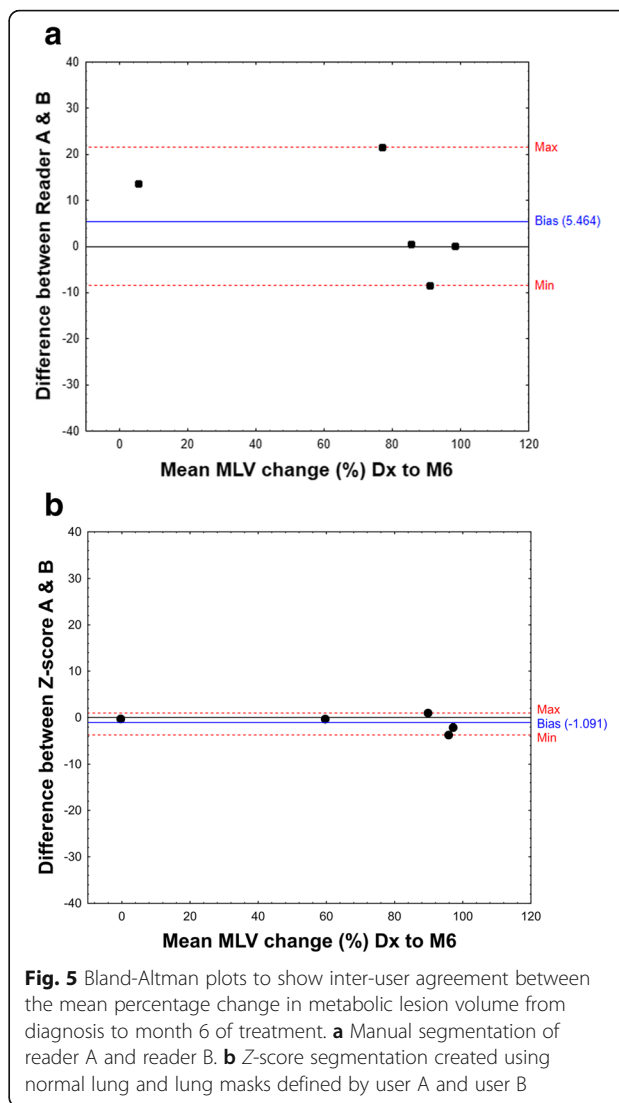 a
40
30
20
10
0
-10
-20
-30
-40
Difference between Reader A & B
Max
Bias (5.464)
Min
0 20 40 60 80 100 120
Mean MLV change (%) Dx to M6
b
40
30
20
10
0
-10
-20
-30
-40
Difference between Z-score A & B
Max
Bias (-1.091)
Min
0 20 40 60 80 100 120
Mean MLV change (%) Dx to M6
Fig. 5 Bland-Altman plots to show inter-user agreement between
the mean percentage change in metabolic lesion volume from
diagnosis to month 6 of treatment. a Manual segmentation of
reader A and reader B. b Z-score segmentation created using
normal lung and lung masks defined by user A and user B